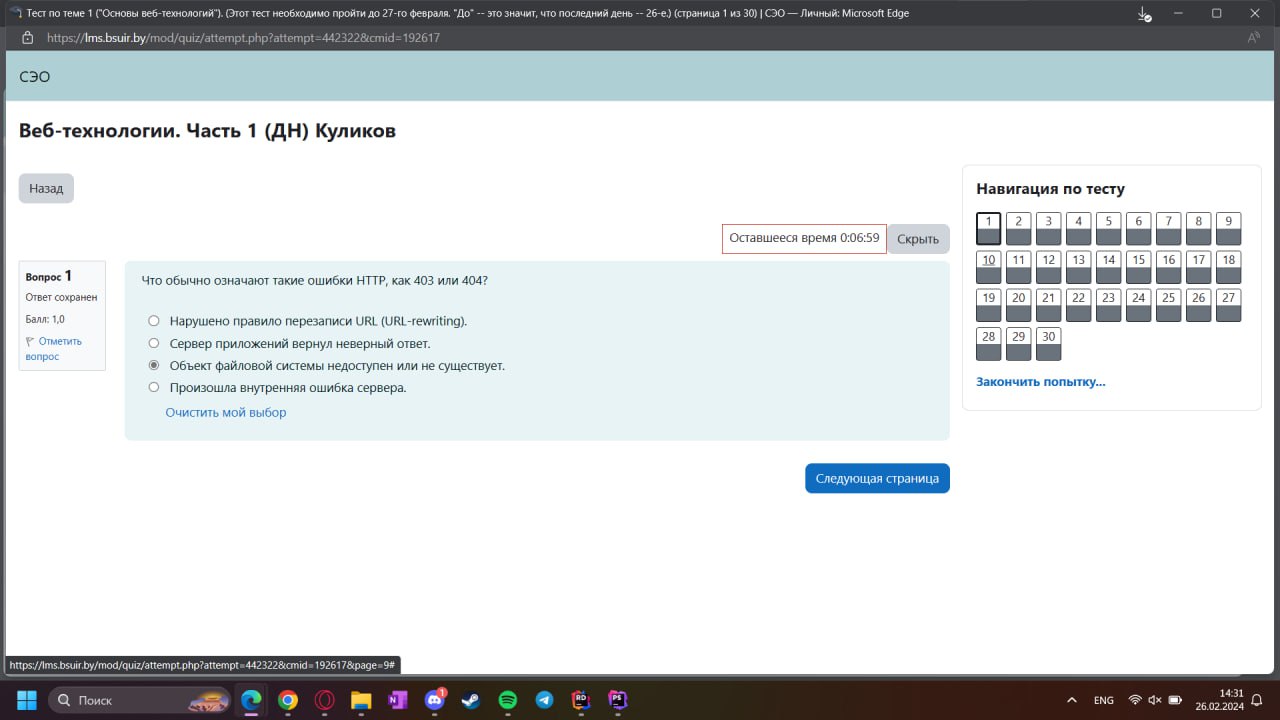 Тест по теме 1 ("Основы веб-технологий"). (Этот тест необходимо пройти до 27-го февраля. "До" -- это значит, что последний день -- 26-е.) (страница 1 из 30) | СЭО — Личный: Microsoft Edge
https://lms.bsuir.by/mod/quiz/attempt.php?attempt=442322&cmid=192617
СЭО
Веб-технологии. Часть 1 (ДН) Куликов
Назад
Оставшееся время 0:06:59 Скрыть
Вопрос 1
Ответ сохранен
Балл: 1,0
Отметить
вопрос
Что обычно означают такие ошибки HTTP, как 403 или 404?
Нарушено правило перезаписи URL (URL-rewriting).
Сервер приложений вернул неверный ответ.
Объект файловой системы недоступен или не существует.
Произошла внутренняя ошибка сервера.
Очистить мой выбор
Следующая страница
Навигация по тесту
1 2 3 4 5 6 7 8 9
10 11 12 13 14 15 16 17 18
19 20 21 22 23 24 25 26 27
28 29 30
Закончить попытку...
https://lms.bsuir.by/mod/quiz/attempt.php?attempt=442322&cmid=192617&page=9#
Поиск
1
RD
PS
ENG
14:31
26.02.2024